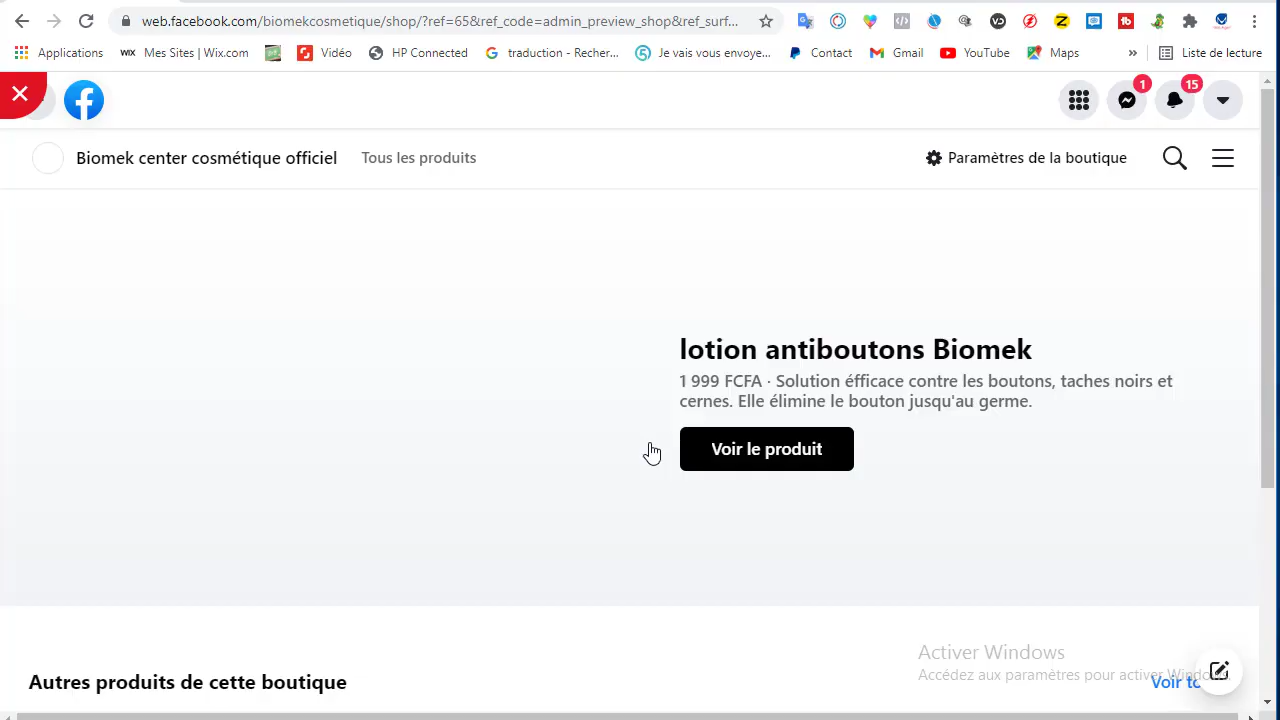 web.facebook.com/biomekcosmetique/shop/?ref=65&ref_code=admin_preview_shop&ref_surf...
Applications WIX Mes Sites | Wix.com Vidéo HP Connected traduction - Recher... Je vais vous envoye... Contact Gmail YouTube Maps » Liste de lecture
1 15
Biomek center cosmétique officiel Tous les produits Paramètres de la boutique
lotion antiboutons Biomek
1 999 FCFA · Solution éfficace contre les boutons, taches noirs et
cernes. Elle élimine le bouton jusqu'au germe.
Voir le produit
Activer Windows
Accédez aux paramètres pour activer Windows.
Autres produits de cette boutique Voir to